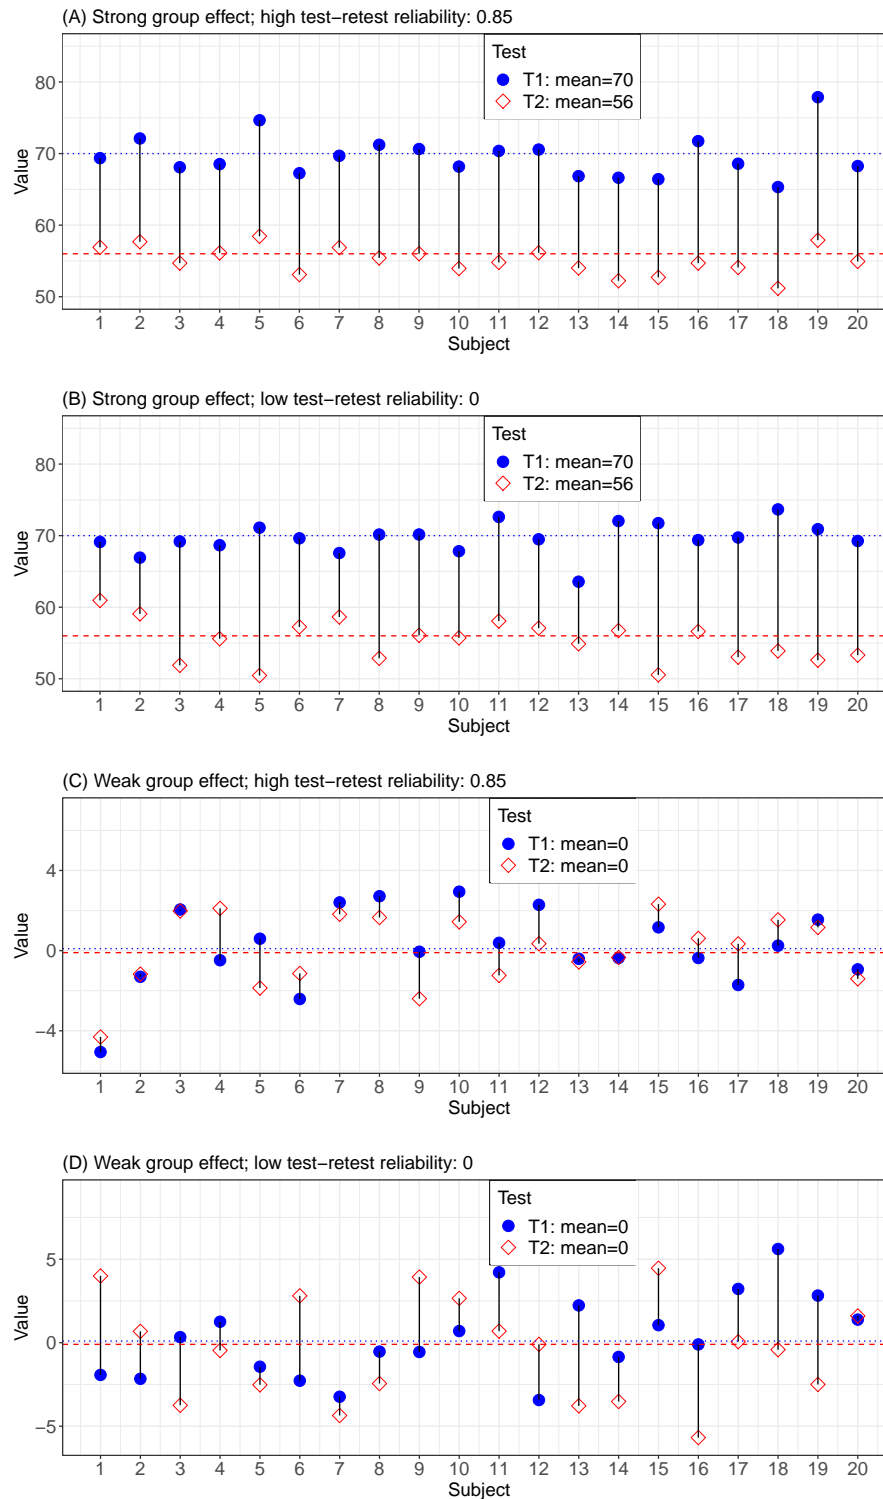 (A) Strong group effect; high test−retest reliability: 0.85
Test
T1: mean=70
T2: mean=56
80
70
60
50
Value
1 2 3 4 5 6 7 8 9 10 11 12 13 14 15 16 17 18 19 20
Subject
(B) Strong group effect; low test−retest reliability: 0
Test
T1: mean=70
T2: mean=56
80
70
60
50
Value
1 2 3 4 5 6 7 8 9 10 11 12 13 14 15 16 17 18 19 20
Subject
(C) Weak group effect; high test−retest reliability: 0.85
Test
T1: mean=0
T2: mean=0
4
0
−4
Value
1 2 3 4 5 6 7 8 9 10 11 12 13 14 15 16 17 18 19 20
Subject
(D) Weak group effect; low test−retest reliability: 0
Test
T1: mean=0
T2: mean=0
5
0
−5
Value
1 2 3 4 5 6 7 8 9 10 11 12 13 14 15 16 17 18 19 20
Subject